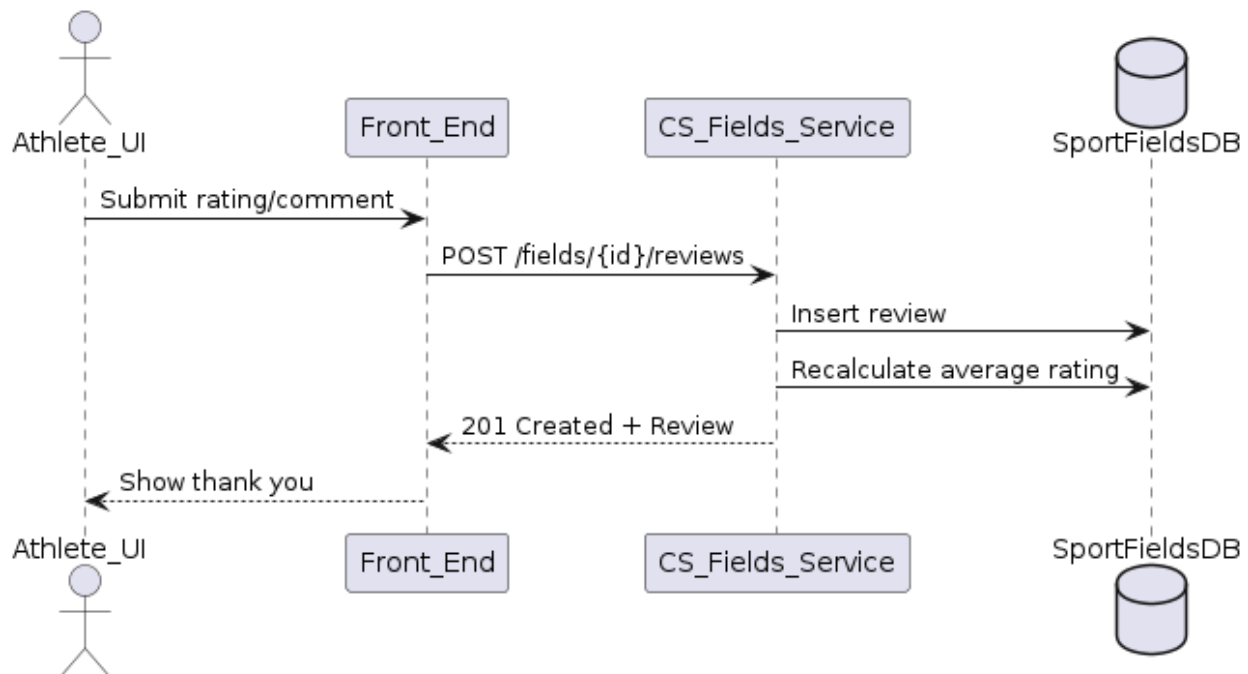 Athlete_UI
Front_End
CS_Fields_Service
SportFieldsDB
Submit rating/comment
POST /fields/{id}/reviews
Insert review
Recalculate average rating
201 Created + Review
Show thank you
Athlete_UI
Front_End
CS_Fields_Service
SportFieldsDB